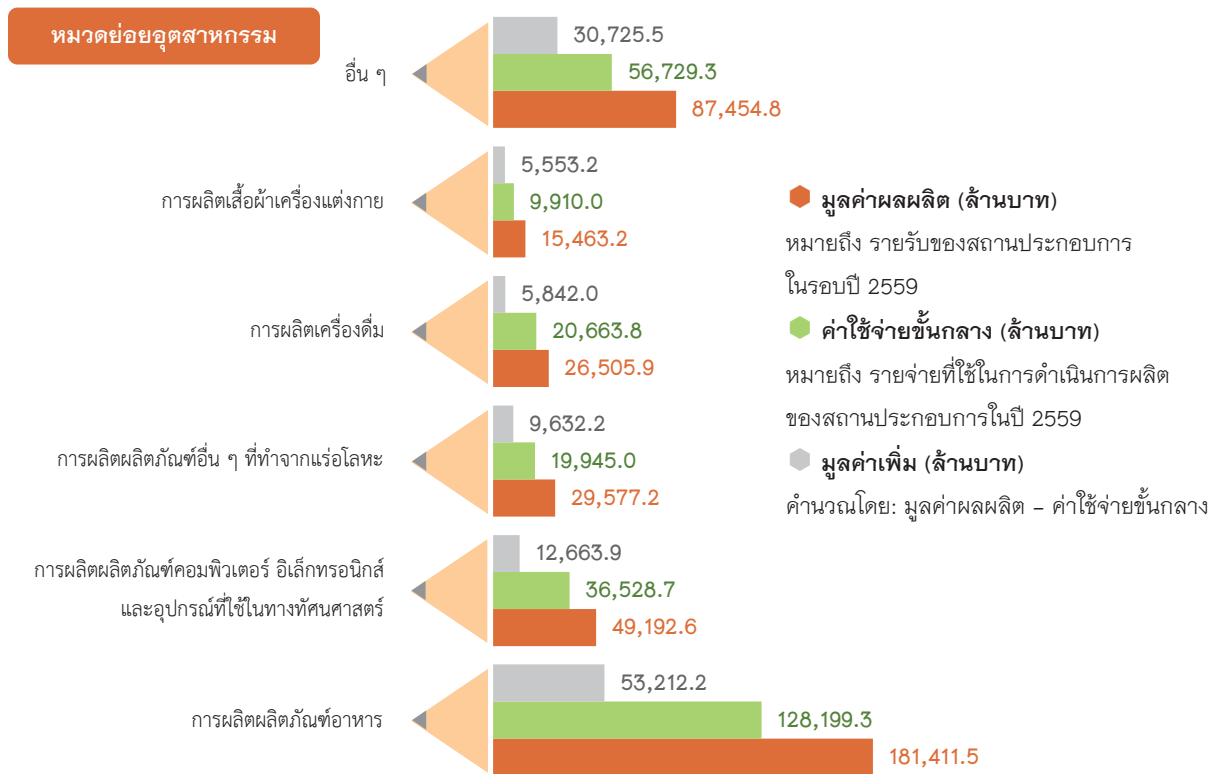 หมวดย่อยอุตสาหกรรม
อื่น ๆ
30,725.5
56,729.3
87,454.8
การผลิตเสื้อผ้าเครื่องแต่งกาย
5,553.2
9,910.0
15,463.2
การผลิตเครื่องดื่ม
5,842.0
20,663.8
26,505.9
การผลิตผลิตภัณฑ์อื่น ๆ ที่ทำจากแร่อโลหะ
9,632.2
19,945.0
29,577.2
การผลิตผลิตภัณฑ์คอมพิวเตอร์ อิเล็กทรอนิกส์
และอุปกรณ์ที่ใช้ในทางทัศนศาสตร์
12,663.9
36,528.7
49,192.6
การผลิตผลิตภัณฑ์อาหาร
53,212.2
128,199.3
181,411.5
มูลค่าผลผลิต (ล้านบาท)
หมายถึง รายรับของสถานประกอบการ
ในรอบปี 2559
ค่าใช้จ่ายขั้นกลาง (ล้านบาท)
หมายถึง รายจ่ายที่ใช้ในการดำเนินการผลิต
ของสถานประกอบการในปี 2559
มูลค่าเพิ่ม (ล้านบาท)
คำนวณโดย: มูลค่าผลผลิต – ค่าใช้จ่ายขั้นกลาง